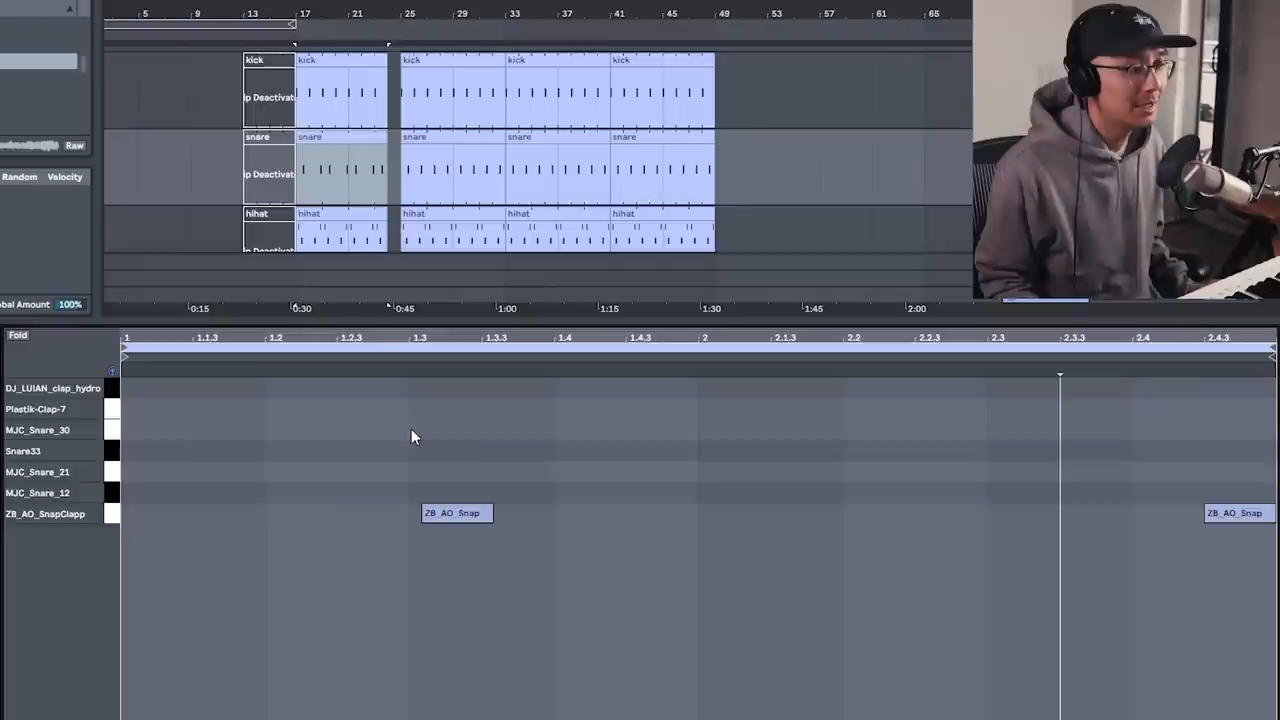 5 9 13 17 21 25 29 33 37 41 45 49 53 57 61 65
kick kick kick kick kick
ip Deactivat
snare snare snare snare snare
Raw
Random Velocity
ip Deactivat
hihat hihat hihat hihat hihat
obal Amount 100%
0:15 0:30 0:45 1:00 1:15 1:30 1:45 2:00
Fold
1 1.1.3 1.2 1.2.3 1.3 1.3.3 1.4 1.4.3 2 2.1.3 2.2 2.2.3 2.3 2.3.3 2.4 2.4.3
DJ_LUIAN_clap_hydro
Plastik-Clap-7
MJC_Snare_30
Snare33
MJC_Snare_21
MJC_Snare_12
ZB_AO_SnapClapp ZB_AO_Snap ZB_AO_Snap